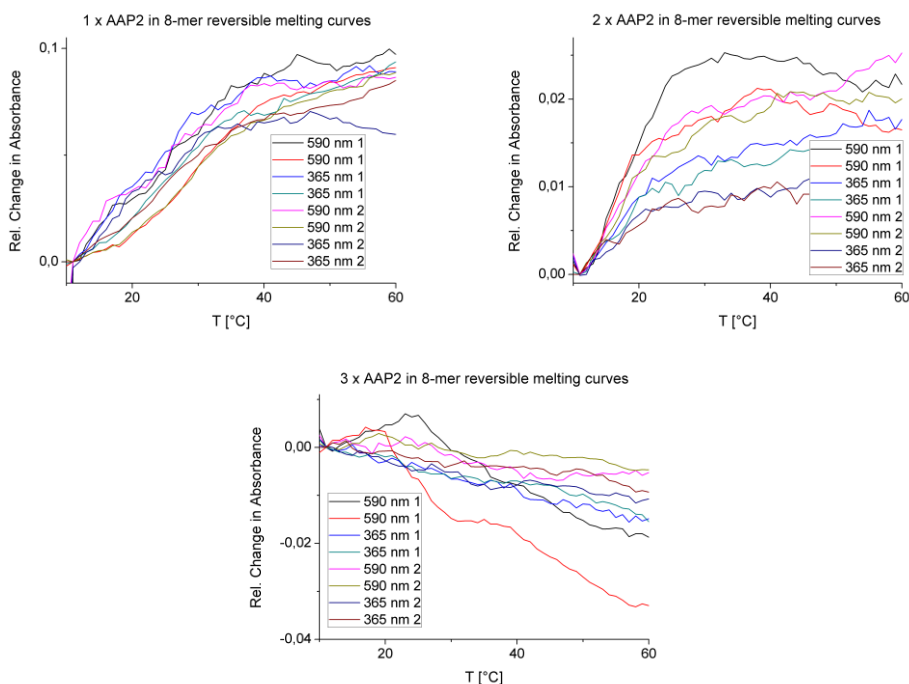 1 x AAP2 in 8-mer reversible melting curves
0,1
0,0
Rel. Change in Absorbance
590 nm 1
590 nm 1
365 nm 1
365 nm 1
590 nm 2
590 nm 2
365 nm 2
365 nm 2
20
40
60
T [°C]
2 x AAP2 in 8-mer reversible melting curves
0,02
0,01
0,00
Rel. Change in Absorbance
590 nm 1
590 nm 1
365 nm 1
365 nm 1
590 nm 2
590 nm 2
365 nm 2
365 nm 2
20
40
60
T [°C]
3 x AAP2 in 8-mer reversible melting curves
0,00
-0,02
-0,04
Rel. Change in Absorbance
590 nm 1
590 nm 1
365 nm 1
365 nm 1
590 nm 2
590 nm 2
365 nm 2
365 nm 2
20
40
60
T [°C]